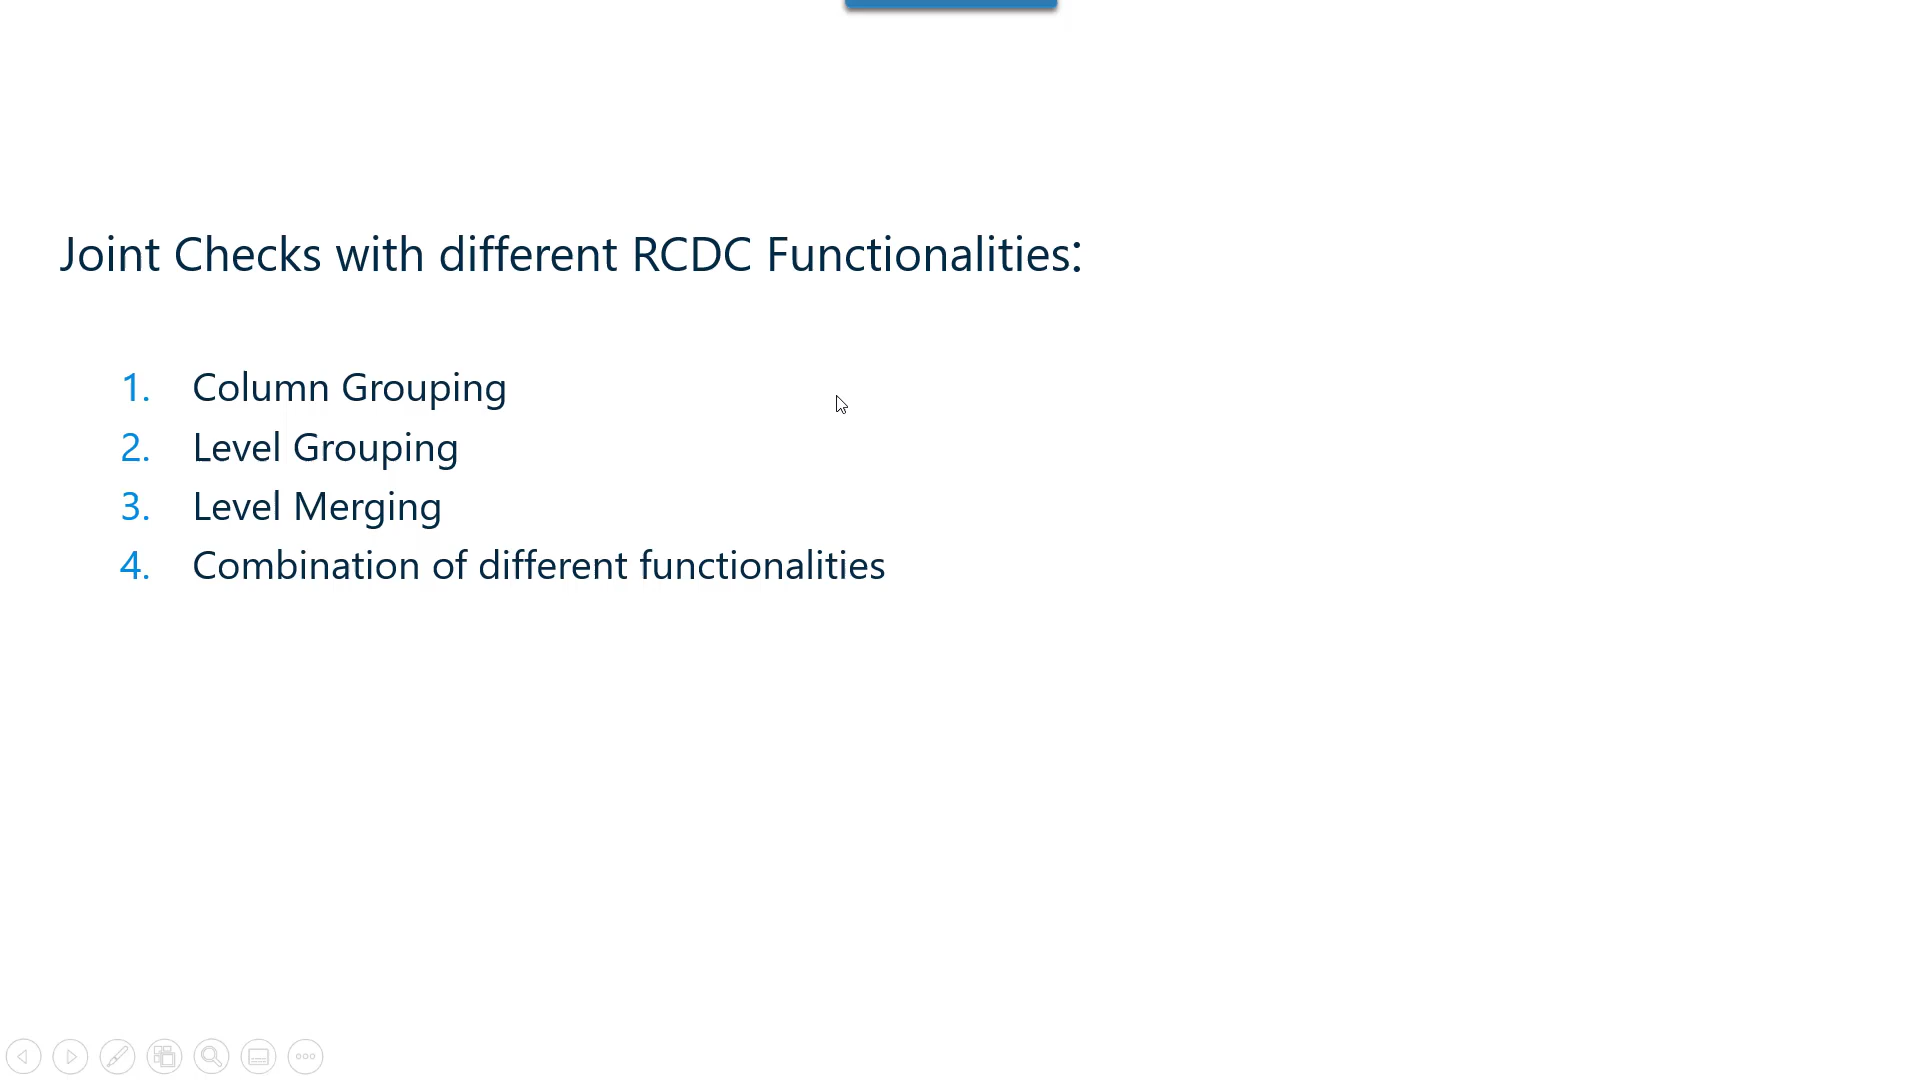 Joint Checks with different RCDC Functionalities:
1. Column Grouping
2. Level Grouping
3. Level Merging
4. Combination of different functionalities